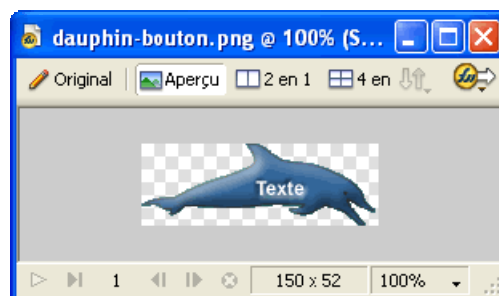 dauphin-bouton.png @ 100% (S...
Original Aperçu 2 en 1 4 en
Texte
1 150 x 52 100%